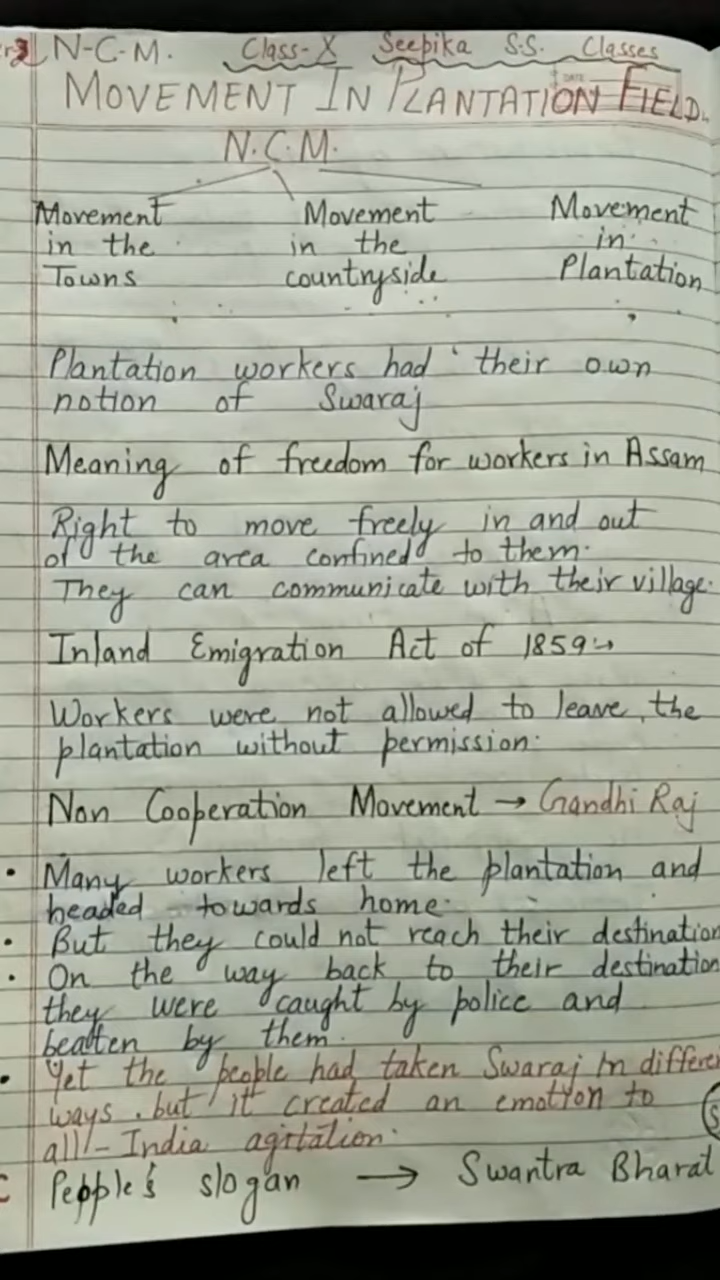 N-C-M. Class-X Seepika S.S. Classes
MOVEMENT IN PLANTATION FIELD.
DATE
N.C.M.
Movement Movement Movement
in the in the in
Towns countryside Plantation
Plantation workers had their own
notion of Swaraj
Meaning of freedom for workers in Assam
Right to move freely in and out
of the area confined to them.
They can communicate with their village.
Inland Emigration Act of 1859→
Workers were not allowed to leave the
plantation without permission.
Non Cooperation Movement → Gandhi Raj
• Many workers left the plantation and
headed towards home.
• But they could not reach their destination
• On the way back to their destination
they were caught by police and
beatten by them.
• Yet the people had taken Swaraj in differen
ways. but it created an emotion to
all-India agitation.
People's slogan → Swantra Bharat